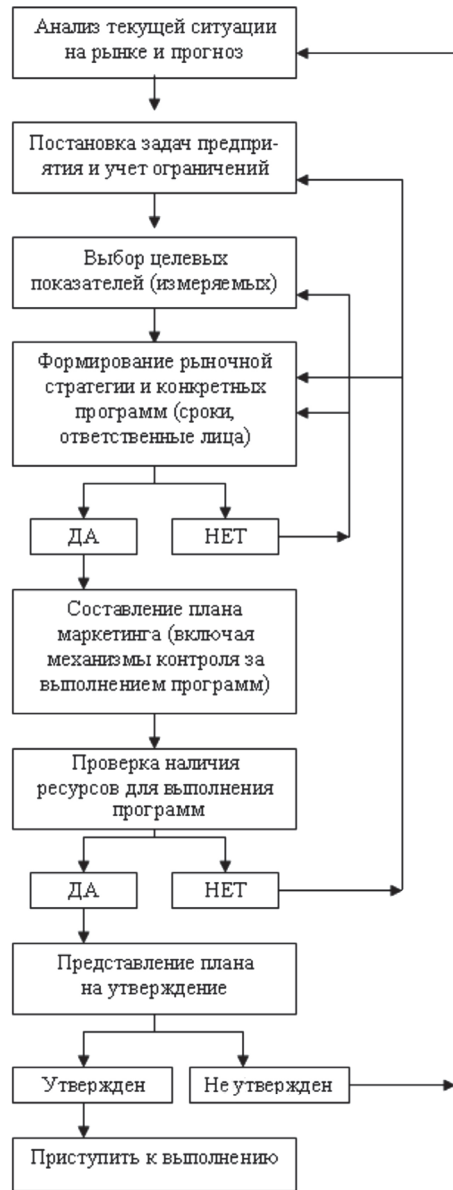 Анализ текущей ситуации
на рынке и прогноз
Постановка задач предпри-
ятия и учет ограничений
Выбор целевых
показателей (измеряемых)
Формирование рыночной
стратегии и конкретных
программ (сроки,
ответственные лица)
ДА
НЕТ
Составление плана
маркетинга (включая
механизмы контроля за
выполнением программ)
Проверка наличия
ресурсов для выполнения
программ
ДА
НЕТ
Представление плана
на утверждение
Утвержден
Не утвержден
Приступить к выполнению